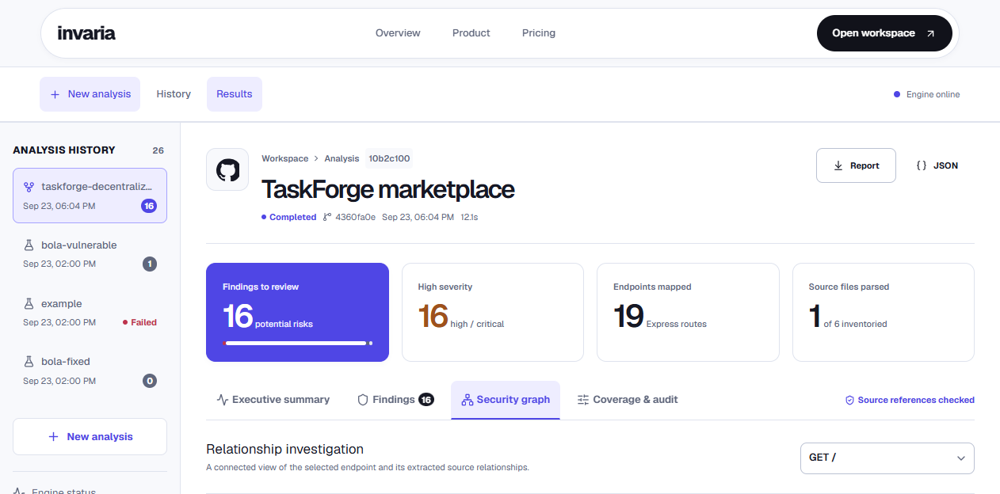 invaria
Overview Product Pricing
Open workspace
New analysis History Results
Engine online
ANALYSIS HISTORY 26
taskforge-decentraliz...
Sep 23, 06:04 PM 16
bola-vulnerable
Sep 23, 02:00 PM 1
example
Sep 23, 02:00 PM Failed
bola-fixed
Sep 23, 02:00 PM 0
New analysis
Engine status
Workspace > Analysis 10b2c100
TaskForge marketplace
Completed 4360fa0e Sep 23, 06:04 PM 12.1s
Report {} JSON
Findings to review
16 potential risks
High severity
16 high / critical
Endpoints mapped
19 Express routes
Source files parsed
1 of 6 inventoried
Executive summary Findings 16 Security graph Coverage & audit
Source references checked
Relationship investigation
A connected view of the selected endpoint and its extracted source relationships.
GET /